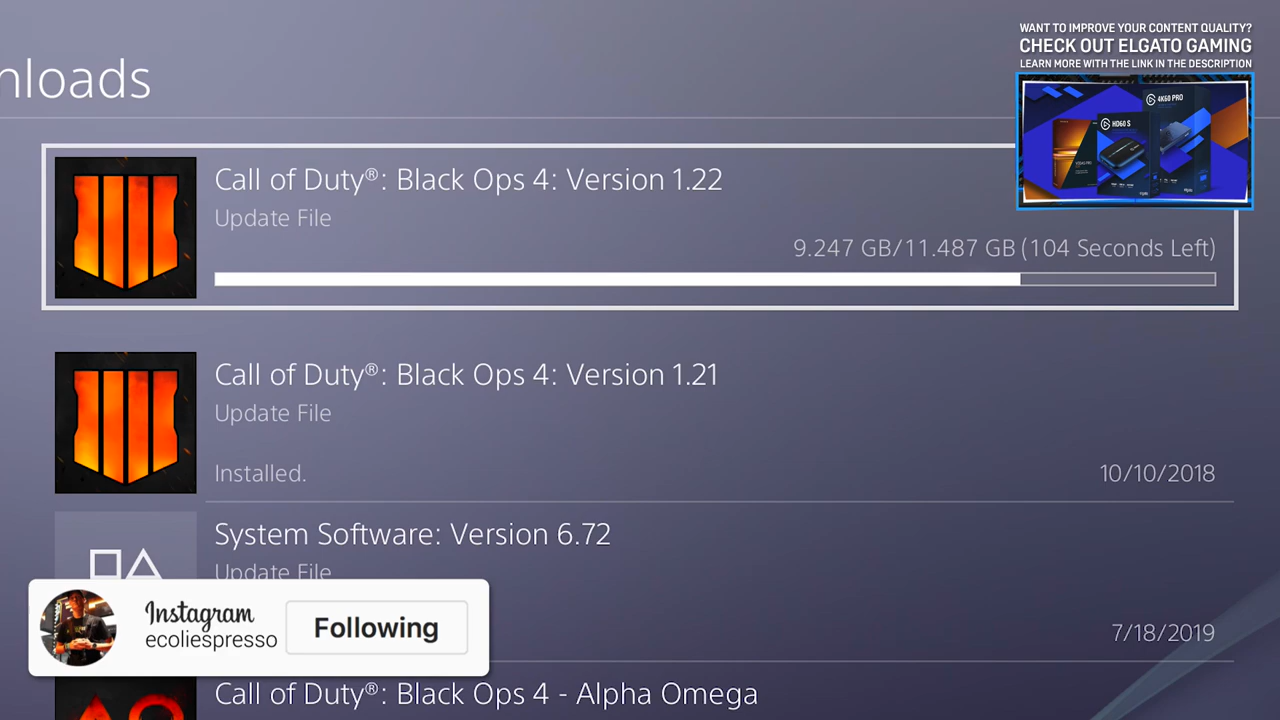 WANT TO IMPROVE YOUR CONTENT QUALITY?
CHECK OUT ELGATO GAMING
LEARN MORE WITH THE LINK IN THE DESCRIPTION
4K60 PRO
HD60 S
nloads
Call of Duty®: Black Ops 4: Version 1.22
Update File
9.247 GB/11.487 GB (104 Seconds Left)
Call of Duty®: Black Ops 4: Version 1.21
Update File
Installed.
10/10/2018
System Software: Version 6.72
Update File
7/18/2019
Instagram
ecoliespresso
Following
Call of Duty®: Black Ops 4 - Alpha Omega